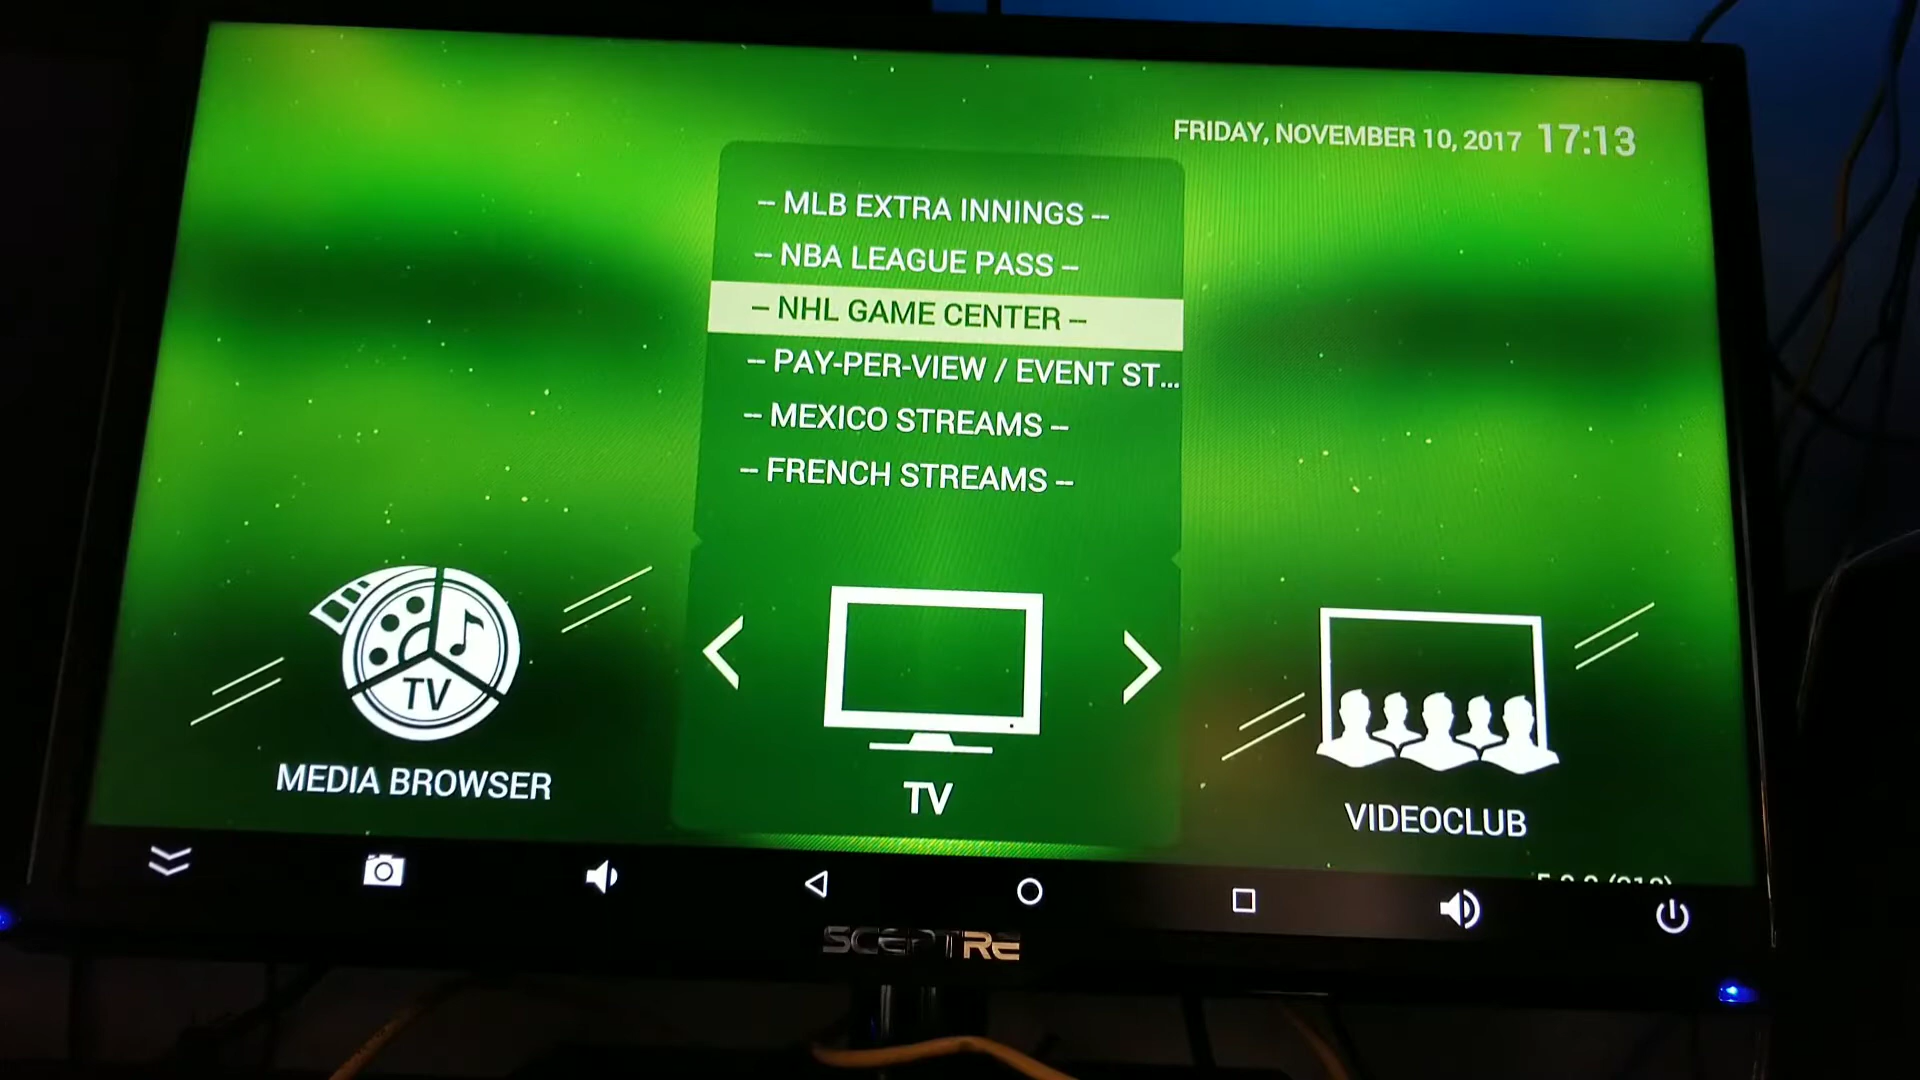 FRIDAY, NOVEMBER 10, 2017 17:13
-- MLB EXTRA INNINGS --
-- NBA LEAGUE PASS --
-- NHL GAME CENTER --
-- PAY-PER-VIEW / EVENT ST...
-- MEXICO STREAMS --
-- FRENCH STREAMS --
TV
MEDIA BROWSER
TV
VIDEOCLUB
SCEPTRE